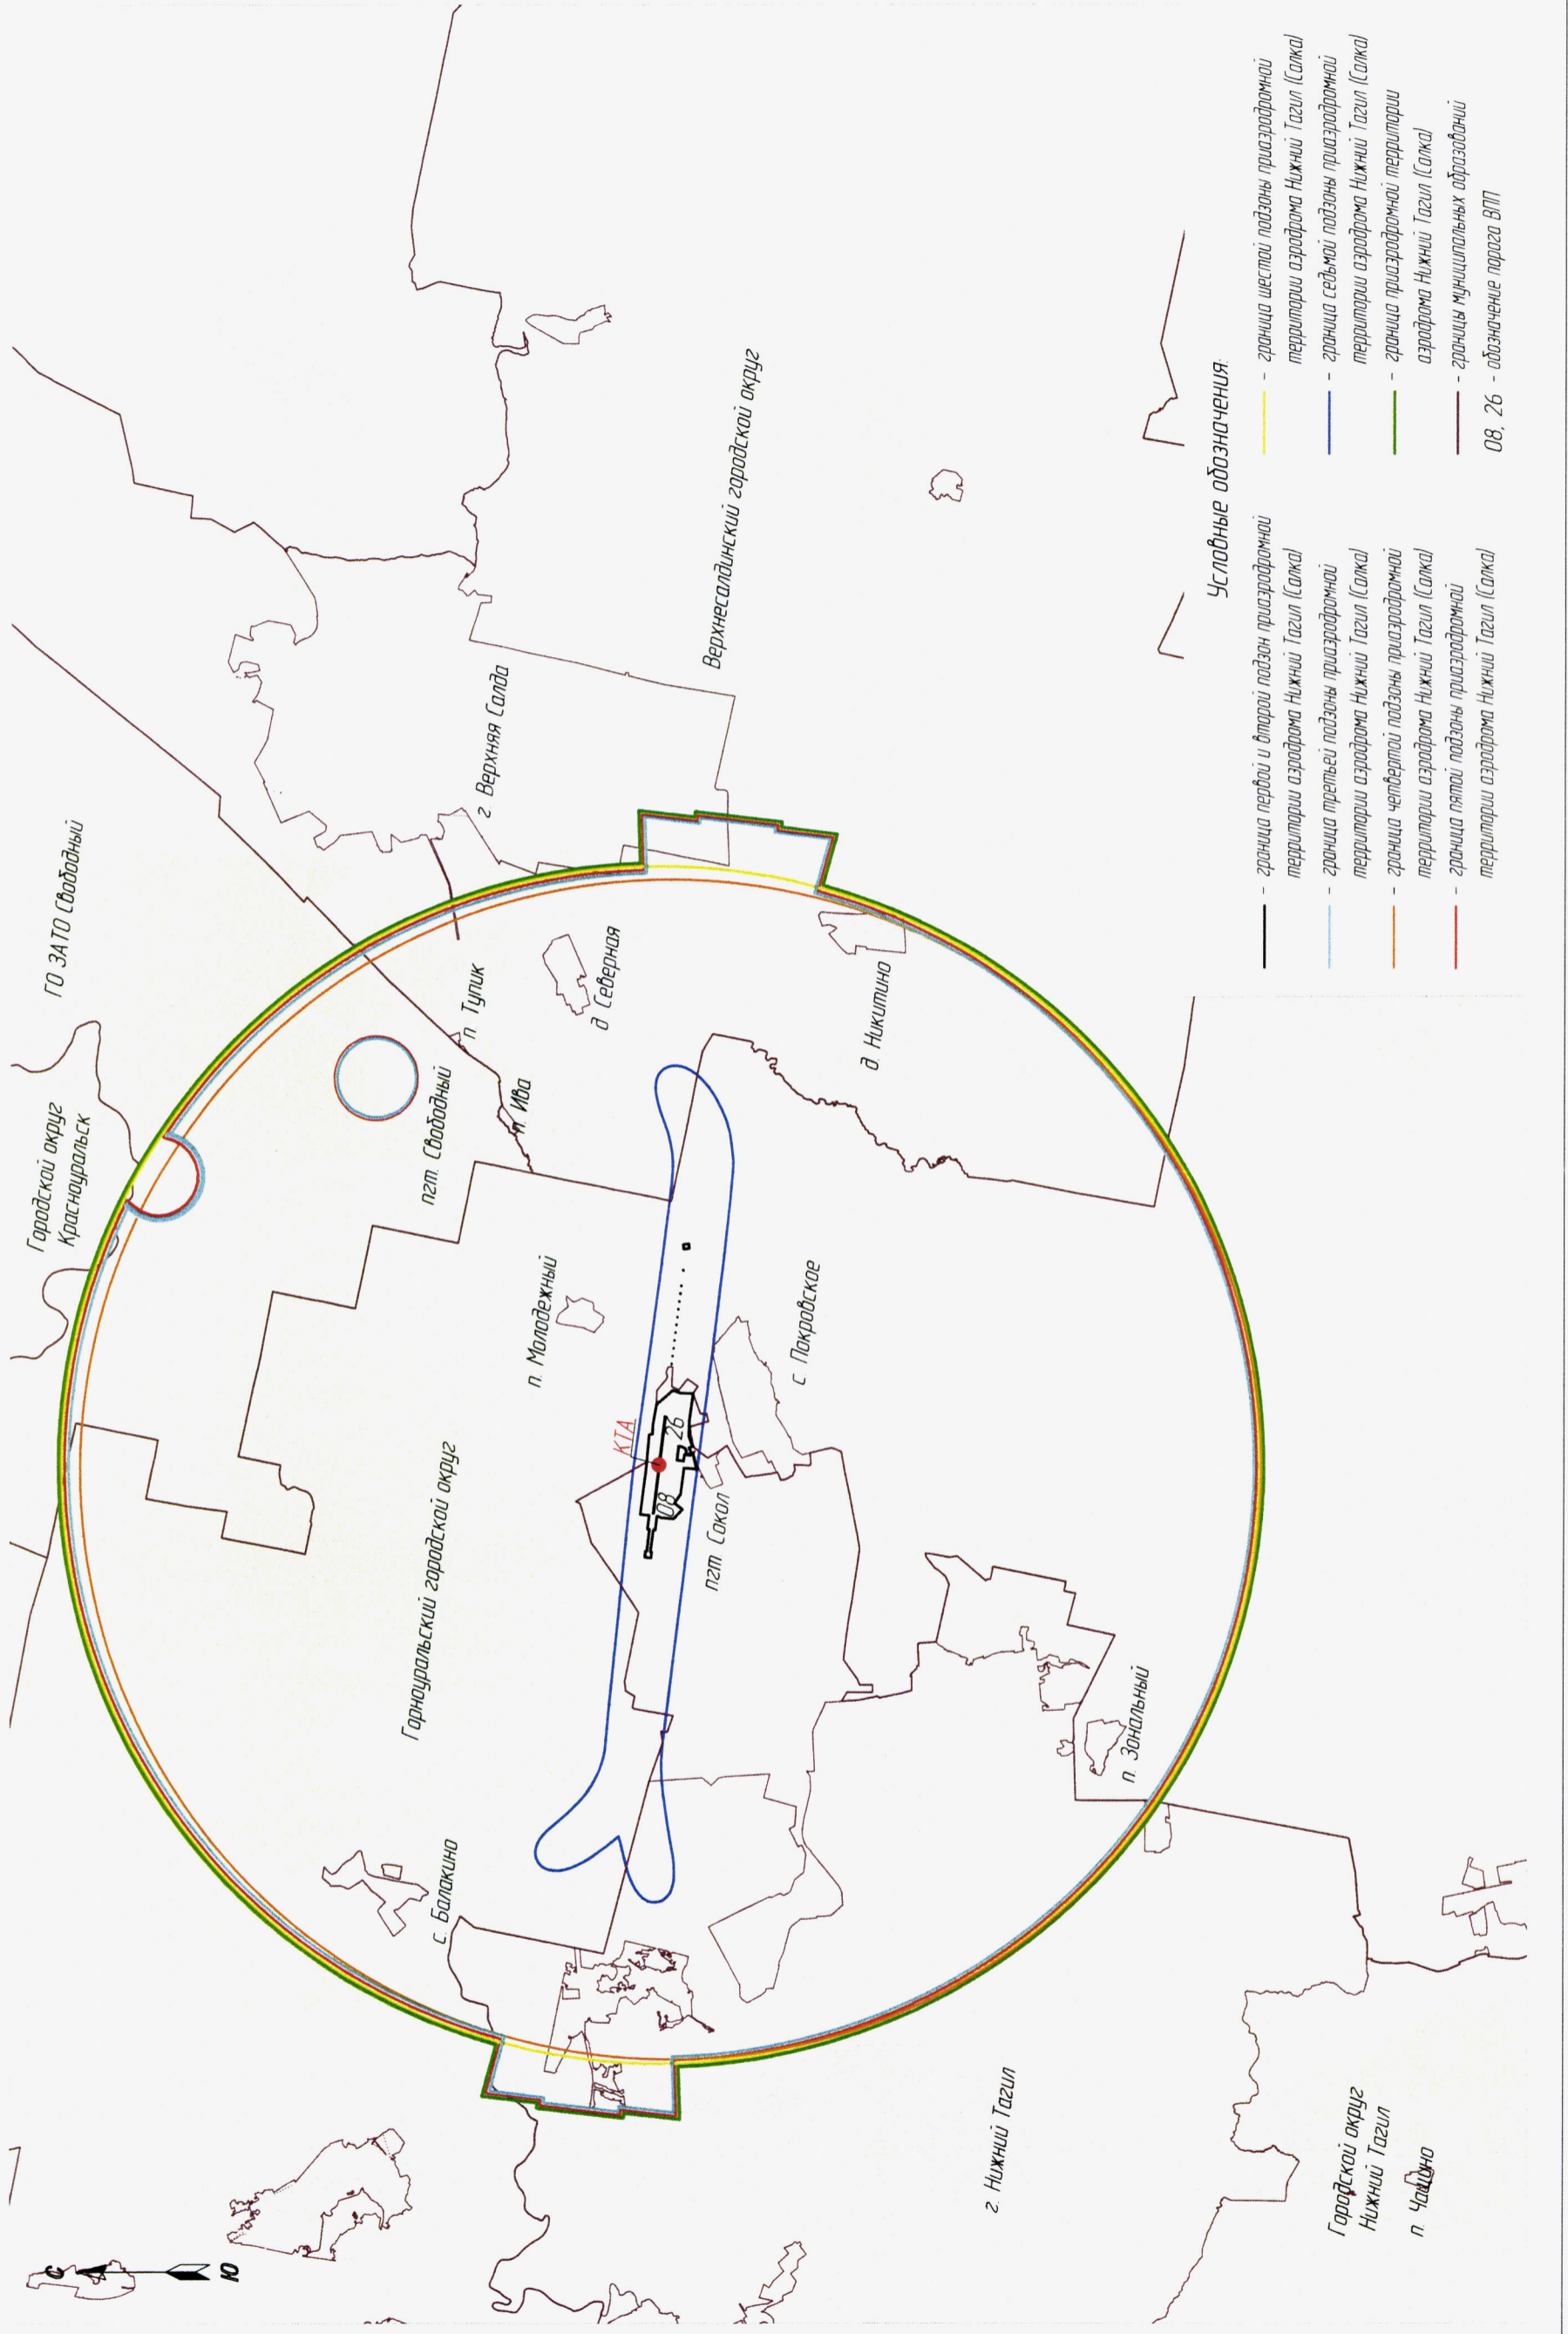 С
Ю
ГО ЗАТО Свободный
Городской округ
Красноуральск
г. Верхняя Салда
Верхнесалдинский городской округ
п. Тупик
пгт. Свободный
п. Ива
д. Северная
д. Никитино
п. Молодежный
с. Покровское
КТА
08
26
пгт. Сокол
Горноуральский городской округ
с. Балакино
п. Зональный
г. Нижний Тагил
Городской округ
Нижний Тагил
п. Чащино
Условные обозначения:
- граница первой и второй подзон приаэродромной
территории аэродрома Нижний Тагил (Салка)
- граница третьей подзоны приаэродромной
территории аэродрома Нижний Тагил (Салка)
- граница четвертой подзоны приаэродромной
территории аэродрома Нижний Тагил (Салка)
- граница пятой подзоны приаэродромной
территории аэродрома Нижний Тагил (Салка)
- граница шестой подзоны приаэродромной
территории аэродрома Нижний Тагил (Салка)
- граница седьмой подзоны приаэродромной
территории аэродрома Нижний Тагил (Салка)
- граница приаэродромной территории
аэродрома Нижний Тагил (Салка)
- границы муниципальных образований
08, 26 - обозначение порога ВПП